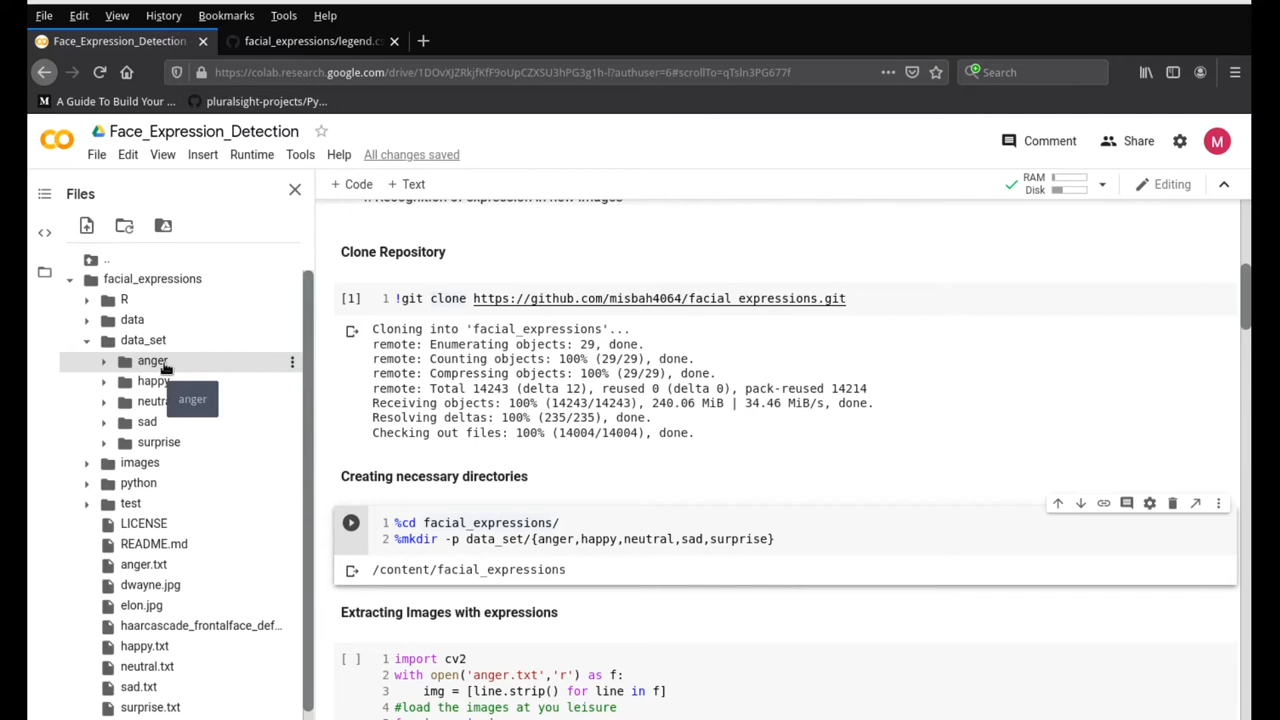 File Edit View History Bookmarks Tools Help
Face_Expression_Detection facial_expressions/legend.c
https://colab.research.google.com/drive/1DOvXJZRkjfKfF9oUpCZXSU3hPG3g1h-l?authuser=6#scrollTo=qTsln3PG677f Search
A Guide To Build Your ... pluralsight-projects/Py...
Face_Expression_Detection
Comment Share M
File Edit View Insert Runtime Tools Help All changes saved
Files
+ Code + Text RAM Disk Editing
..
facial_expressions
R
data
data_set
anger
happy
anger
sad
surprise
images
python
test
LICENSE
README.md
anger.txt
dwayne.jpg
elon.jpg
haarcascade_frontalface_def...
happy.txt
neutral.txt
sad.txt
surprise.txt
Clone Repository
[1] 1 !git clone https://github.com/misbah4064/facial_expressions.git
Cloning into 'facial_expressions'...
remote: Enumerating objects: 29, done.
remote: Counting objects: 100% (29/29), done.
remote: Compressing objects: 100% (29/29), done.
remote: Total 14243 (delta 12), reused 0 (delta 0), pack-reused 14214
Receiving objects: 100% (14243/14243), 240.06 MiB | 34.46 MiB/s, done.
Resolving deltas: 100% (235/235), done.
Checking out files: 100% (14004/14004), done.
Creating necessary directories
1 %cd facial_expressions/
2 %mkdir -p data_set/{anger,happy,neutral,sad,surprise}
/content/facial_expressions
Extracting Images with expressions
[ ] 1 import cv2
2 with open('anger.txt','r') as f:
3 img = [line.strip() for line in f]
4 #load the images at you leisure